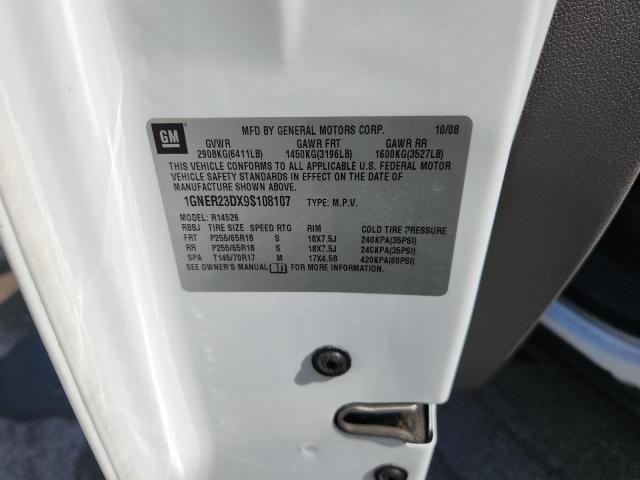 GM
MFD BY GENERAL MOTORS CORP. 10/08
GVWR GAWR FRT GAWR RR
2908KG(6411LB) 1450KG(3196LB) 1600KG(3527LB)
THIS VEHICLE CONFORMS TO ALL APPLICABLE U.S. FEDERAL MOTOR
VEHICLE SAFETY STANDARDS IN EFFECT ON THE DATE OF
MANUFACTURE SHOWN ABOVE.
1GNER23DX9S108107 TYPE: M.P.V.
MODEL: R14526
RBBJ TIRE SIZE SPEED RTG RIM COLD TIRE PRESSURE
FRT P255/65R18 S 18X7.5J 240KPA(35PSI)
RR P255/65R18 S 18X7.5J 240KPA(35PSI)
SPA T145/70R17 M 17X4.5B 420KPA(60PSI)
SEE OWNER'S MANUAL FOR MORE INFORMATION.